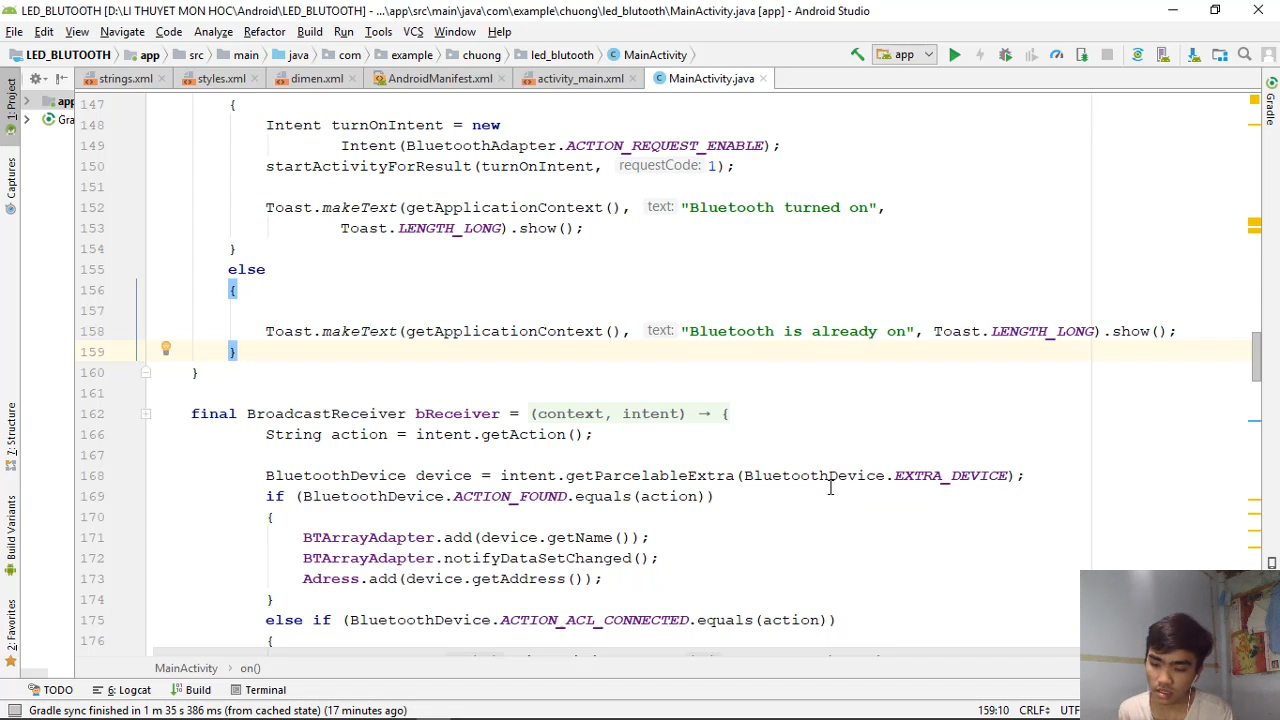 LED_BLUTOOTH [D:\LI THUYET MON HOC\Android\LED_BLUTOOTH] - ...\app\src\main\java\com\example\chuong\led_blutooth\MainActivity.java [app] - Android Studio
File Edit View Navigate Code Analyze Refactor Build Run Tools VCS Window Help
LED_BLUTOOTH app src main java com example chuong led_blutooth MainActivity app
strings.xml styles.xml dimen.xml AndroidManifest.xml activity_main.xml MainActivity.java
1: Project
app
Gra
Captures
7: Structure
Build Variants
2: Favorites
Gradle
147 {
148 Intent turnOnIntent = new
149 Intent(BluetoothAdapter.ACTION_REQUEST_ENABLE);
150 startActivityForResult(turnOnIntent, requestCode: 1);
151
152 Toast.makeText(getApplicationContext(), text: "Bluetooth turned on",
153 Toast.LENGTH_LONG).show();
154 }
155 else
156 {
157
158 Toast.makeText(getApplicationContext(), text: "Bluetooth is already on", Toast.LENGTH_LONG).show();
159 }
160 }
161
162 final BroadcastReceiver bReceiver = (context, intent) → {
166 String action = intent.getAction();
167
168 BluetoothDevice device = intent.getParcelableExtra(BluetoothDevice.EXTRA_DEVICE);
169 if (BluetoothDevice.ACTION_FOUND.equals(action))
170 {
171 BTArrayAdapter.add(device.getName());
172 BTArrayAdapter.notifyDataSetChanged();
173 Adress.add(device.getAddress());
174 }
175 else if (BluetoothDevice.ACTION_ACL_CONNECTED.equals(action))
176 {
MainActivity › on()
TODO 6: Logcat Build Terminal
Gradle sync finished in 1 m 35 s 386 ms (from cached state) (17 minutes ago) 159:10 CRLF÷ UTF